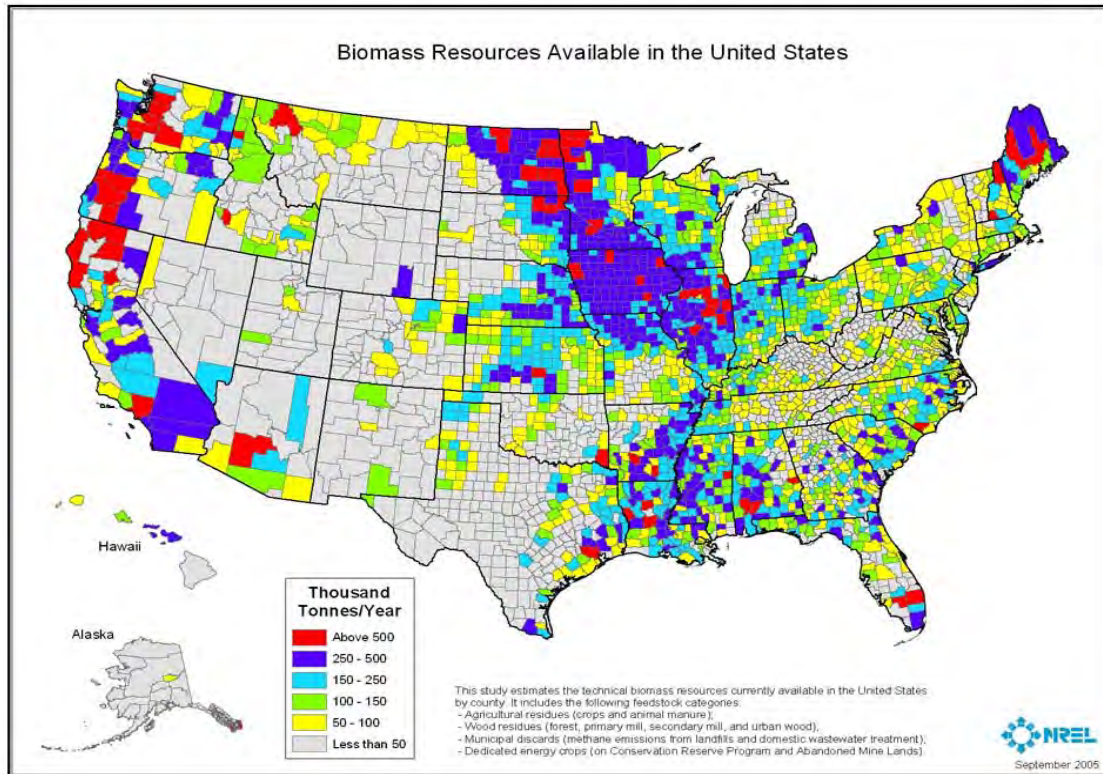 Biomass Resources Available in the United States
Hawaii
Alaska
Thousand
Tonnes/Year
Above 500
250 - 500
150 - 250
100 - 150
50 - 100
Less than 50
This study estimates the technical biomass resources currently available in the United States
by county. It includes the following feedstock categories:
- Agricultural residues (crops and animal manure);
- Wood residues (forest, primary mill, secondary mill, and urban wood);
- Municipal discards (methane emissions from landfills and domestic wastewater treatment);
- Dedicated energy crops (on Conservation Reserve Program and Abandoned Mine Lands).
NREL
September 2005